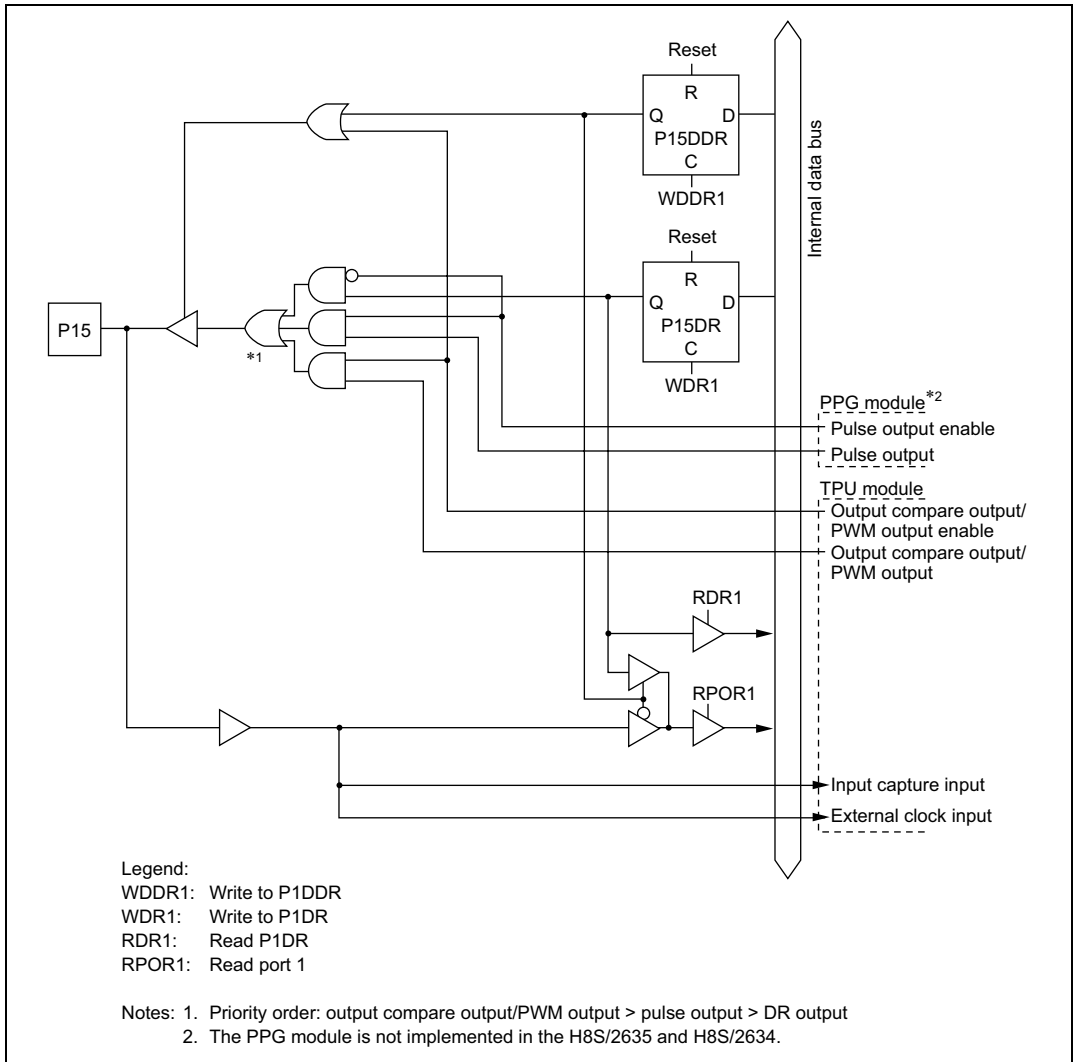 Reset
R
Q D
P15DDR
C
WDDR1
Internal data bus
Reset
R
Q D
P15DR
C
WDR1
P15
*1
PPG module*2
Pulse output enable
Pulse output
TPU module
Output compare output/
PWM output enable
Output compare output/
PWM output
RDR1
RPOR1
Input capture input
External clock input
Legend:
WDDR1: Write to P1DDR
WDR1: Write to P1DR
RDR1: Read P1DR
RPOR1: Read port 1
Notes: 1. Priority order: output compare output/PWM output > pulse output > DR output
2. The PPG module is not implemented in the H8S/2635 and H8S/2634.